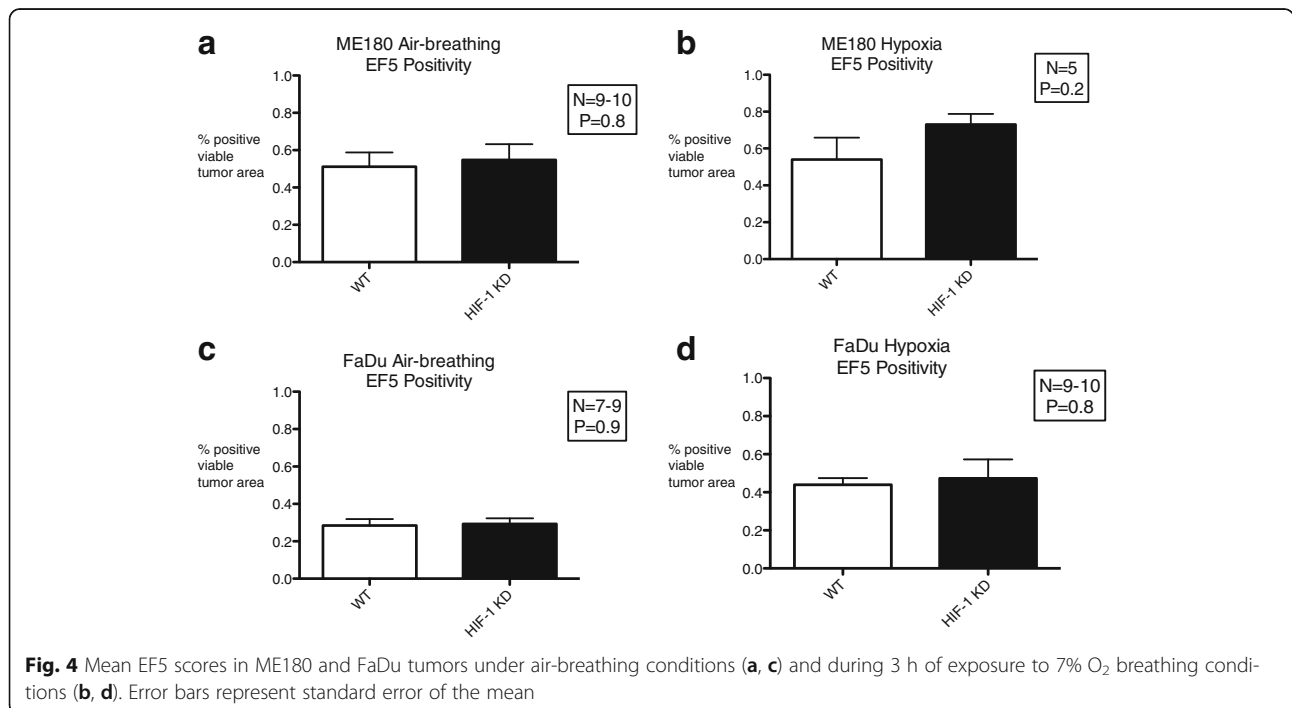 a
ME180 Air-breathing
EF5 Positivity
N=9-10
P=0.8
% positive
viable
tumor area
1.0
0.8
0.6
0.4
0.2
0.0
WT
HIF-1 KD
b
ME180 Hypoxia
EF5 Positivity
N=5
P=0.2
% positive
viable
tumor area
1.0
0.8
0.6
0.4
0.2
0.0
WT
HIF-1 KD
c
FaDu Air-breathing
EF5 Positivity
N=7-9
P=0.9
% positive
viable
tumor area
1.0
0.8
0.6
0.4
0.2
0.0
WT
HIF-1 KD
d
FaDu Hypoxia
EF5 Positivity
N=9-10
P=0.8
% positive
viable
tumor area
1.0
0.8
0.6
0.4
0.2
0.0
WT
HIF-1 KD
Fig. 4 Mean EF5 scores in ME180 and FaDu tumors under air-breathing conditions (a, c) and during 3 h of exposure to 7% O₂ breathing condi-
tions (b, d). Error bars represent standard error of the mean